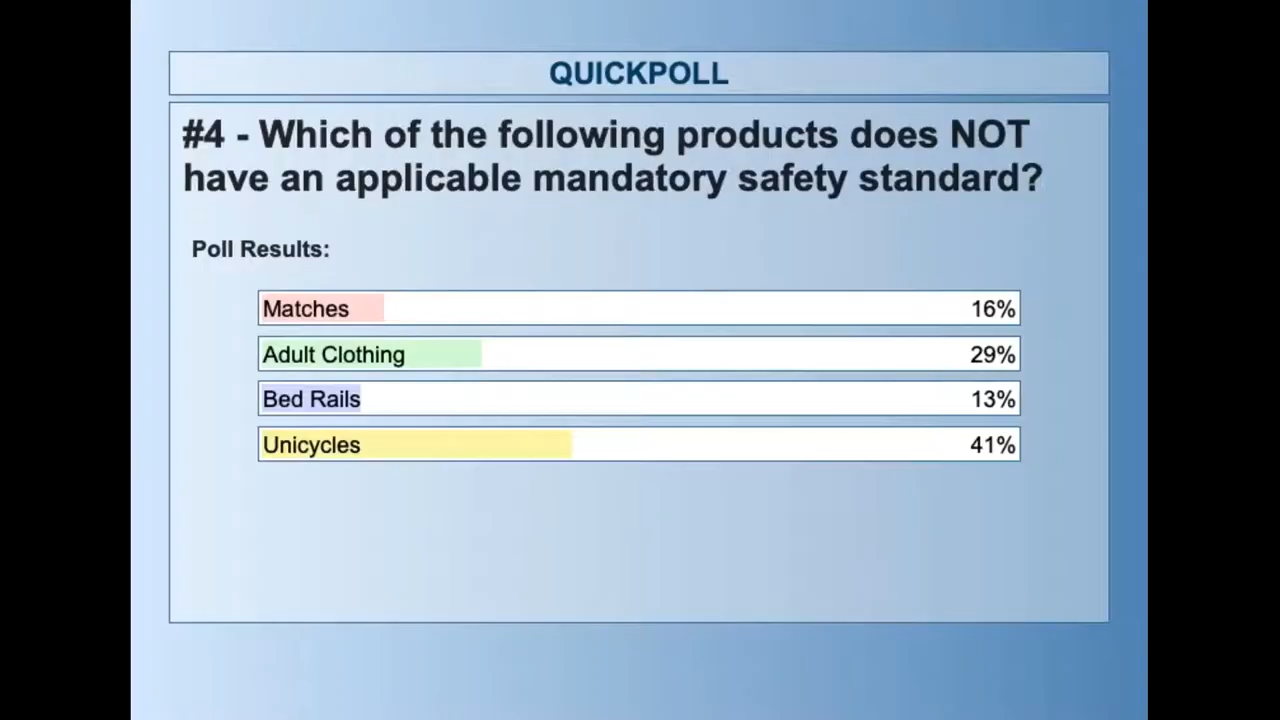 QUICKPOLL
#4 - Which of the following products does NOT
have an applicable mandatory safety standard?
Poll Results:
Matches 16%
Adult Clothing 29%
Bed Rails 13%
Unicycles 41%